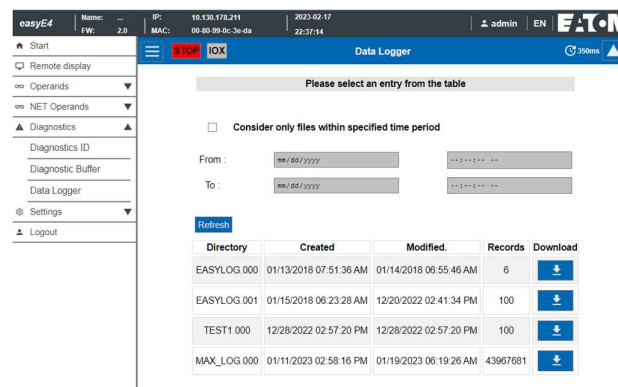 easyE4 Name: ... IP: 10.130.178.211 2023-02-17 admin EN EATON
FW: 2.0 MAC: 00-80-99-0c-3e-da 22:37:14
Start
STOP IOX Data Logger 350ms
Remote display
Operands
NET Operands
Diagnostics
Diagnostics ID
Diagnostic Buffer
Data Logger
Settings
Logout
Please select an entry from the table
Consider only files within specified time period
From : mm/dd/yyyy --:--:-- --
To : mm/dd/yyyy --:--:-- --
Refresh
Directory Created Modified. Records Download
EASYLOG.000 01/13/2018 07:51:36 AM 01/14/2018 06:55:46 AM 6
EASYLOG.001 01/15/2018 06:23:28 AM 12/20/2022 02:41:34 PM 100
TEST1.000 12/28/2022 02:57:20 PM 12/28/2022 02:57:20 PM 100
MAX_LOG.000 01/11/2023 02:58:16 PM 01/19/2023 06:19:26 AM 43967681